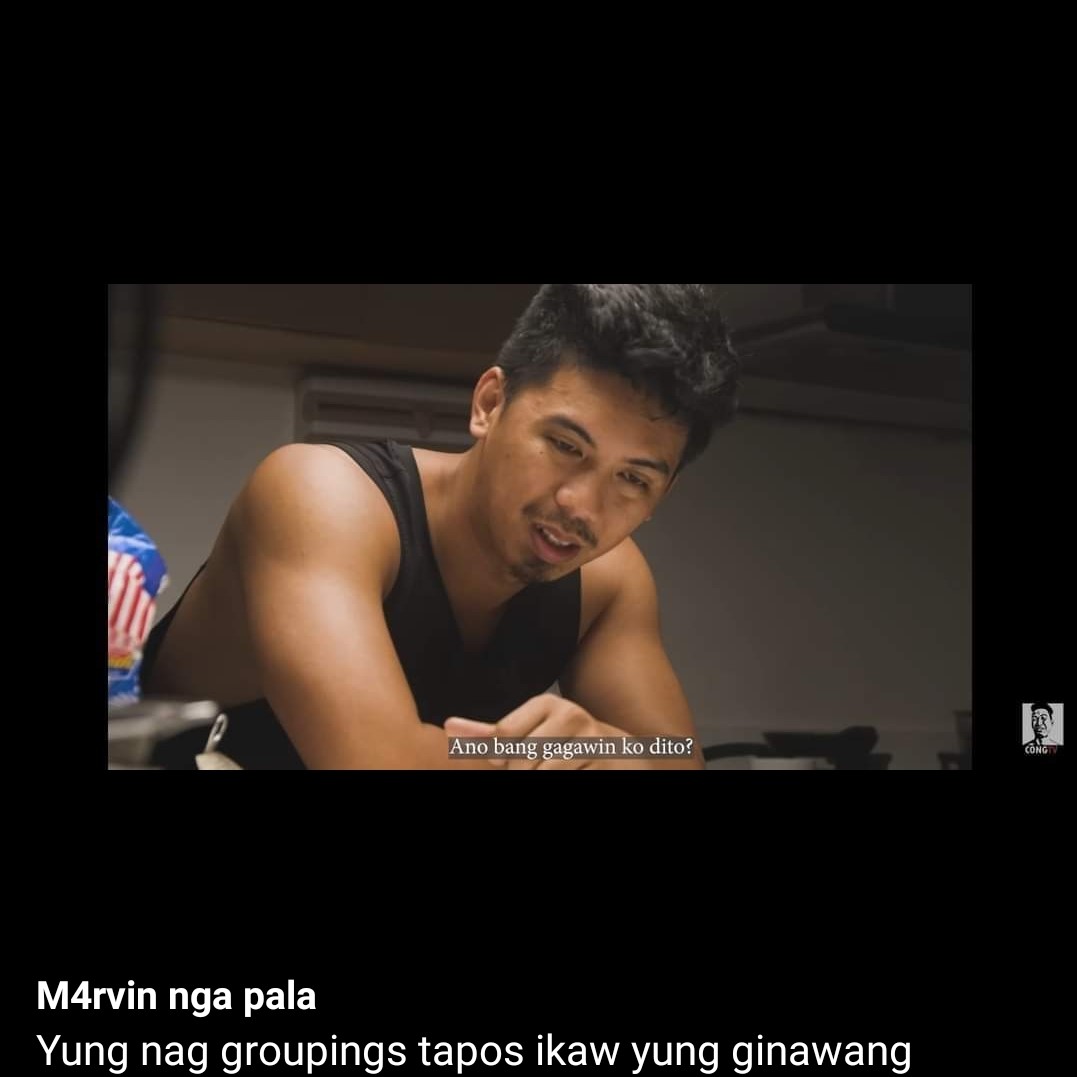 Ano bang gagawin ko dito?
CONGTV
M4rvin nga pala
Yung nag groupings tapos ikaw yung ginawang